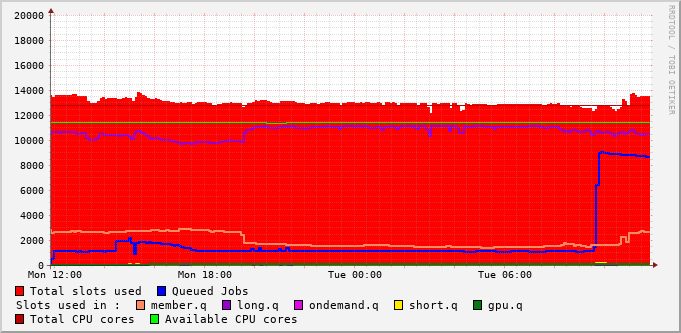 20000
18000
16000
14000
12000
10000
8000
6000
4000
2000
0
Mon 12:00 Mon 18:00 Tue 00:00 Tue 06:00
RRDTOOL / TOBI OETIKER
Total slots used Queued Jobs
Slots used in : member.q long.q ondemand.q short.q gpu.q
Total CPU cores Available CPU cores